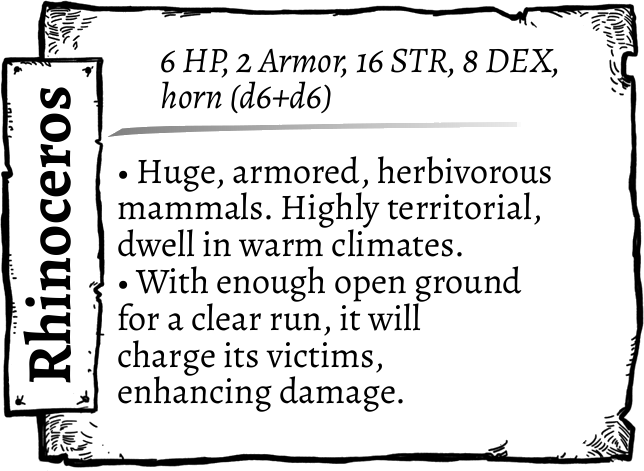 Rhinoceros
6 HP, 2 Armor, 16 STR, 8 DEX,
horn (d6+d6)
• Huge, armored, herbivorous
mammals. Highly territorial,
dwell in warm climates.
• With enough open ground
for a clear run, it will
charge its victims,
enhancing damage.